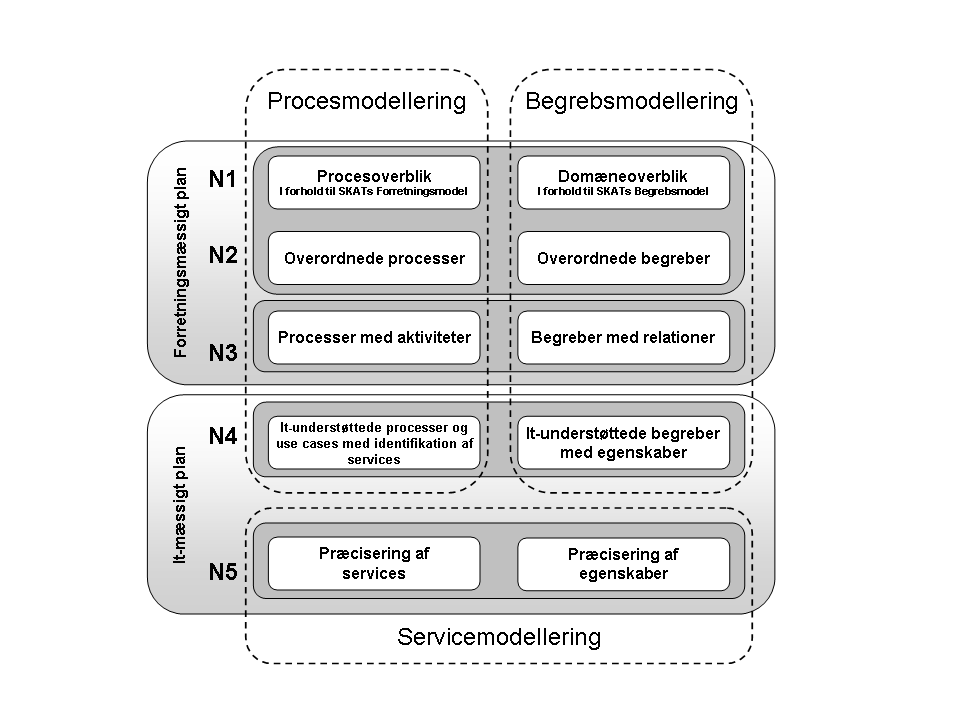 Procesmodellering
Begrebsmodellering
Forretningsmæssigt plan
N1
Procesoverblik
I forhold til SKATs Forretningsmodel
Domæneoverblik
I forhold til SKATs Begrebsmodel
N2
Overordnede processer
Overordnede begreber
N3
Processer med aktiviteter
Begreber med relationer
It-mæssigt plan
N4
It-understøttede processer og
use cases med identifikation af
services
It-understøttede begreber
med egenskaber
N5
Præcisering af
services
Præcisering af
egenskaber
Servicemodellering